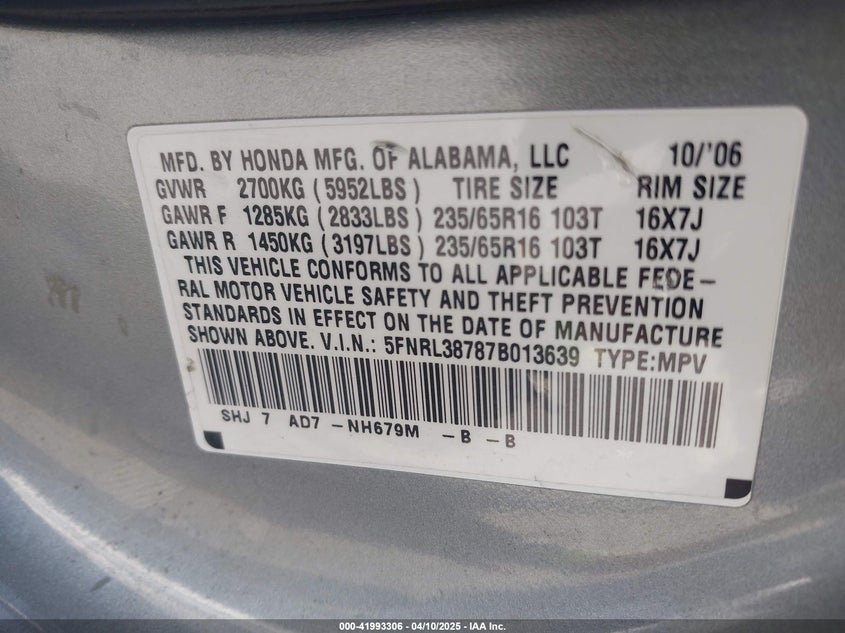 MFD. BY HONDA MFG. OF ALABAMA, LLC 10/'06
GVWR 2700KG (5952LBS) TIRE SIZE RIM SIZE
GAWR F 1285KG (2833LBS) 235/65R16 103T 16X7J
GAWR R 1450KG (3197LBS) 235/65R16 103T 16X7J
THIS VEHICLE CONFORMS TO ALL APPLICABLE FEDE-
RAL MOTOR VEHICLE SAFETY AND THEFT PREVENTION
STANDARDS IN EFFECT ON THE DATE OF MANUFACTURE
SHOWN ABOVE. V.I.N.: 5FNRL38787B013639 TYPE:MPV
SHJ 7 AD7 -NH679M -B -B
000-41993306 - 04/10/2025 - IAA Inc.